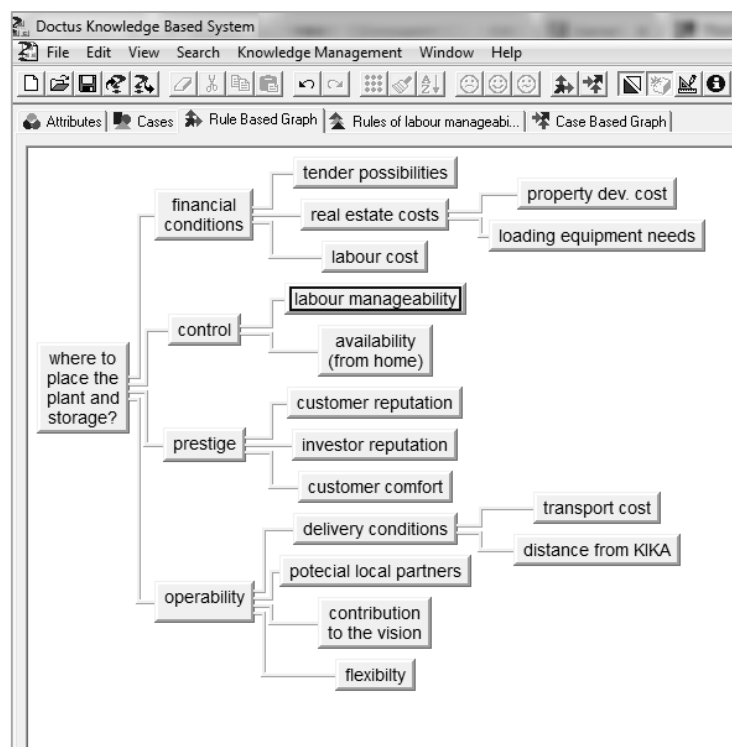 Doctus Knowledge Based System
File Edit View Search Knowledge Management Window Help
Attributes Cases Rule Based Graph Rules of labour manageabi... Case Based Graph
tender possibilities
financial
conditions
real estate costs
property dev. cost
loading equipment needs
labour cost
where to
place the
plant and
storage?
control
labour manageability
availability
(from home)
prestige
customer reputation
investor reputation
customer comfort
operability
delivery conditions
transport cost
distance from KIKA
potecial local partners
contribution
to the vision
flexibilty